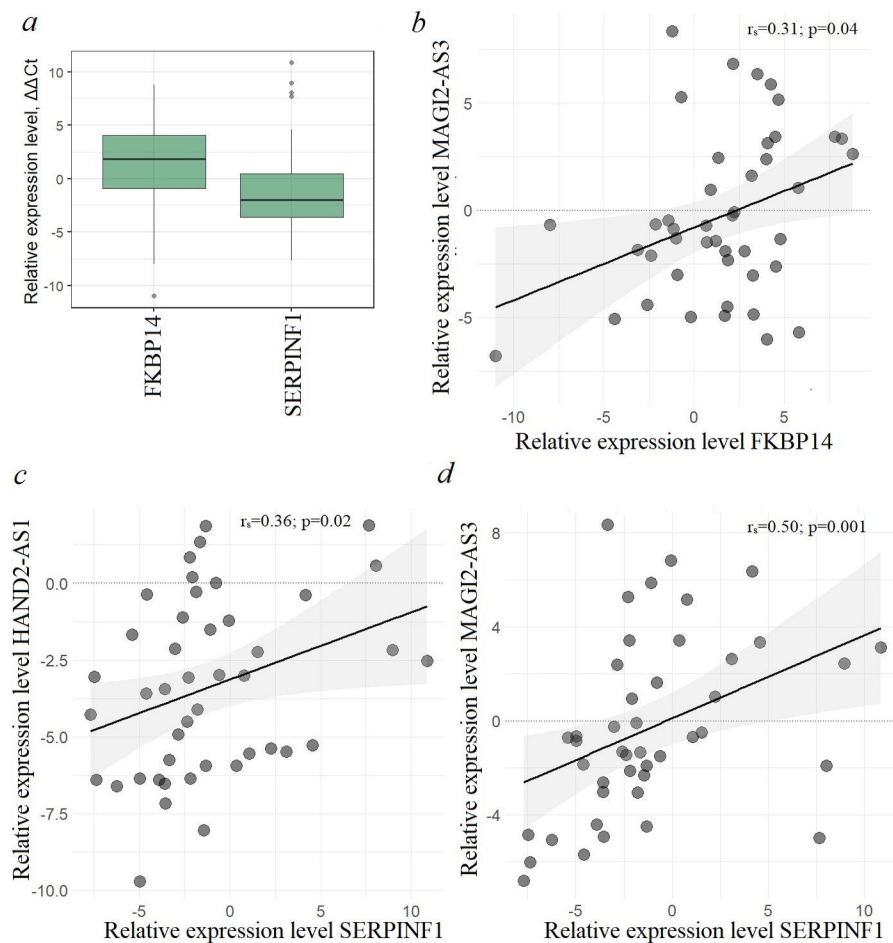 a
Relative expression level, ΔΔCt
10
5
0
-5
-10
FKBP14
SERPINF1
b
rₛ=0.31; p=0.04
Relative expression level MAGI2-AS3
5
0
-5
-10
-5
0
5
Relative expression level FKBP14
c
rₛ=0.36; p=0.02
Relative expression level HAND2-AS1
0.0
-2.5
-5.0
-7.5
-10.0
-5
0
5
10
Relative expression level SERPINF1
d
rₛ=0.50; p=0.001
Relative expression level MAGI2-AS3
8
4
0
-4
-5
0
5
10
Relative expression level SERPINF1